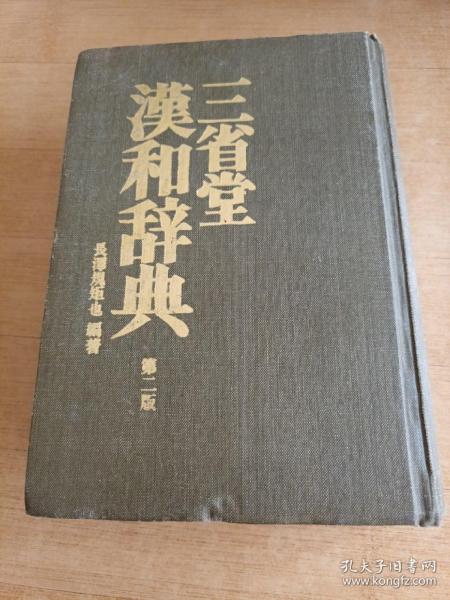 三省堂
漢和辞典
第二版
長澤規矩也 編著
孔夫子旧书网
www.kongfz.com